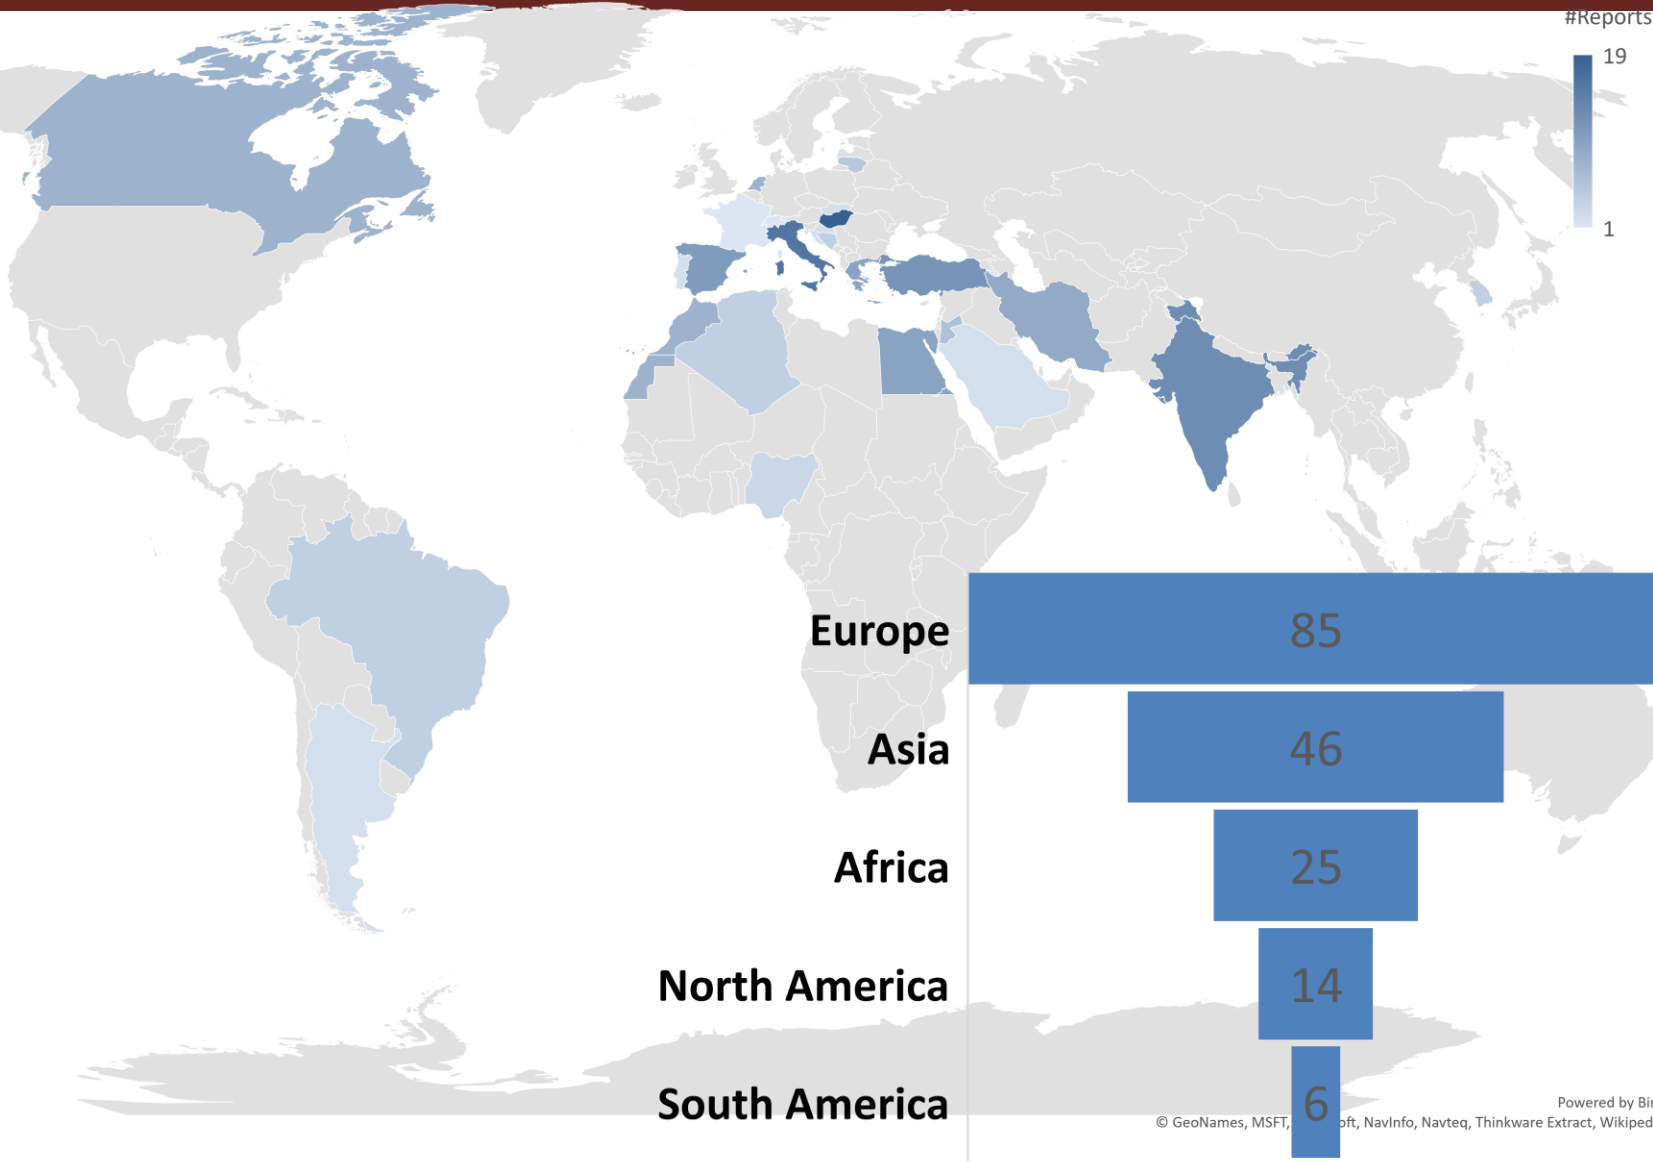 #Reports
19
1
Europe 85
Asia 46
Africa 25
North America 14
South America 6
Powered by
© GeoNames, MSFT, NavInfo, Navteq, Thinkware Extract,